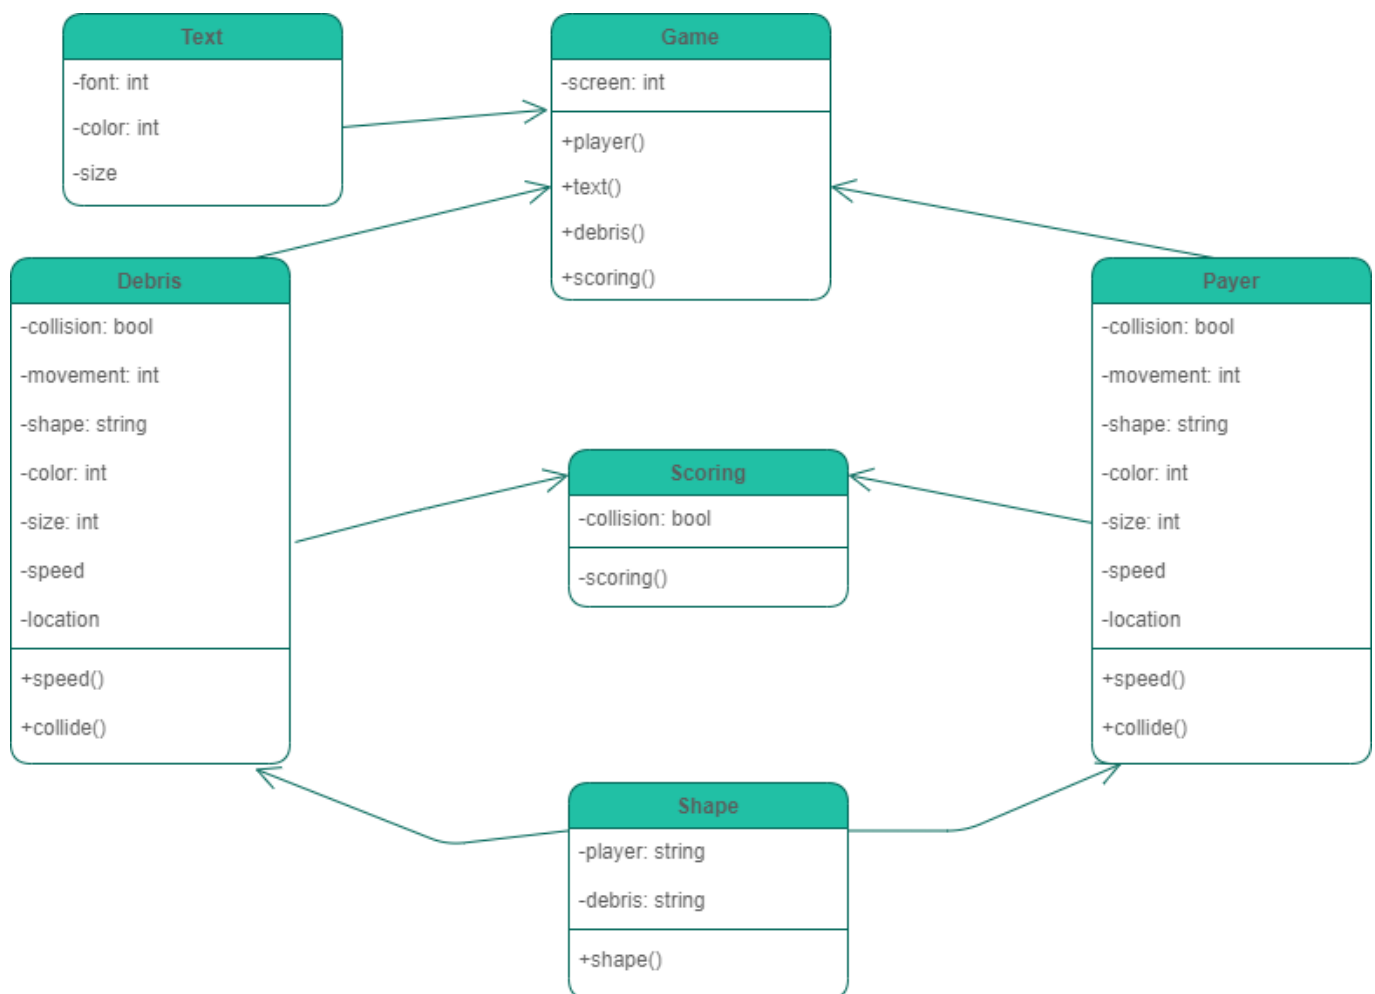 Text
-font: int
-color: int
-size
Game
-screen: int
+player()
+text()
+debris()
+scoring()
Debris
-collision: bool
-movement: int
-shape: string
-color: int
-size: int
-speed
-location
+speed()
+collide()
Payer
-collision: bool
-movement: int
-shape: string
-color: int
-size: int
-speed
-location
+speed()
+collide()
Scoring
-collision: bool
-scoring()
Shape
-player: string
-debris: string
+shape()